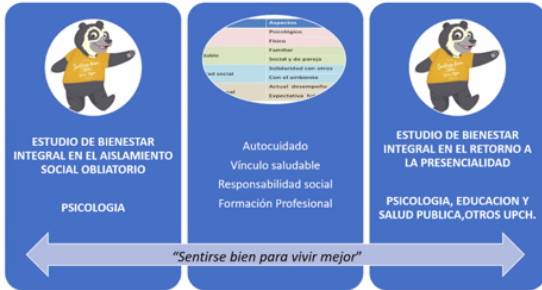 ESTUDIO DE BIENESTAR
INTEGRAL EN EL AISLAMIENTO
SOCIAL OBLIATORIO
PSICOLOGIA
Aspectos
Psicológico
Físico
Familiar
Social y de pareja
Solidaridad con otros
Con el ambiente
Actual desempeño
Expectativa
Autocuidado
Vínculo saludable
Responsabilidad social
Formación Profesional
ESTUDIO DE BIENESTAR
INTEGRAL EN EL RETORNO A
LA PRESENCIALIDAD
PSICOLOGIA, EDUCACION Y
SALUD PUBLICA,OTROS UPCH.
“Sentirse bien para vivir mejor”